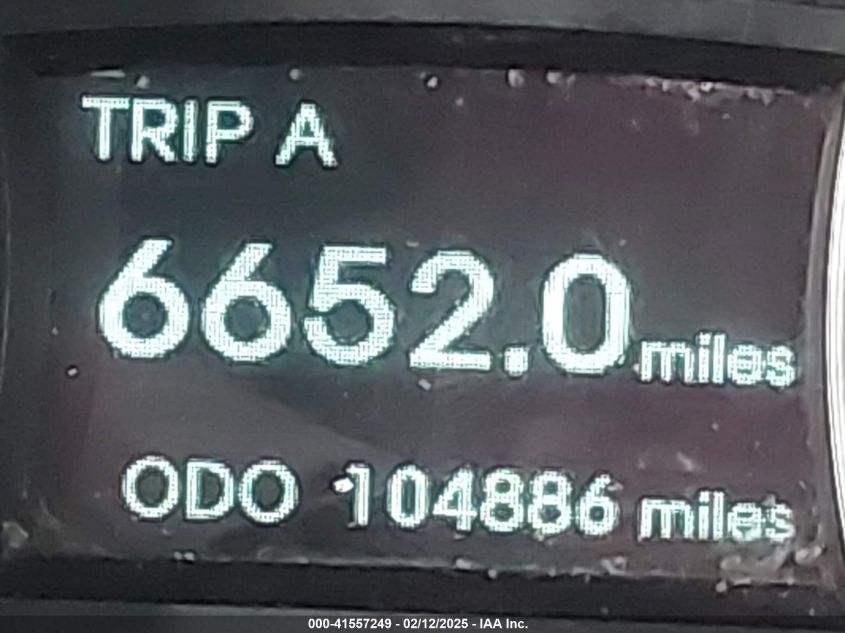 TRIP A
6652.0 miles
ODO 104886 miles
000-41557249 - 02/12/2025 - IAA Inc.